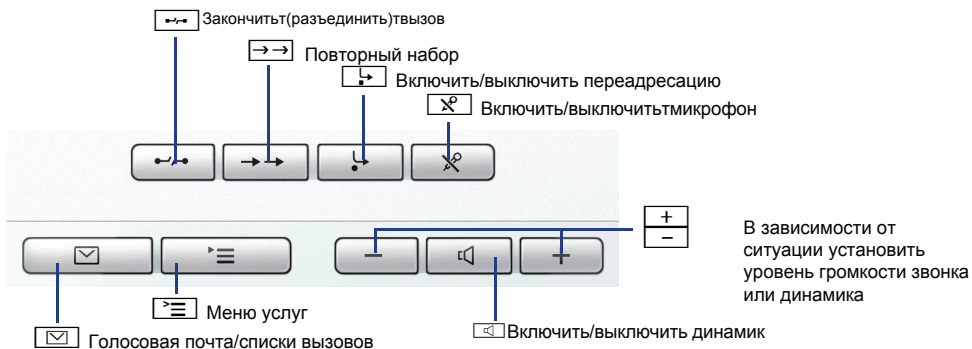 Закончитьт(разъединить)твызов
Повторный набор
Включить/выключить переадресацию
Включить/выключитьтмикрофон
+
−
В зависимости от
ситуации установить
уровень громкости звонка
или динамика
− +
Меню услуг
Включить/выключить динамик
Голосовая почта/списки вызовов